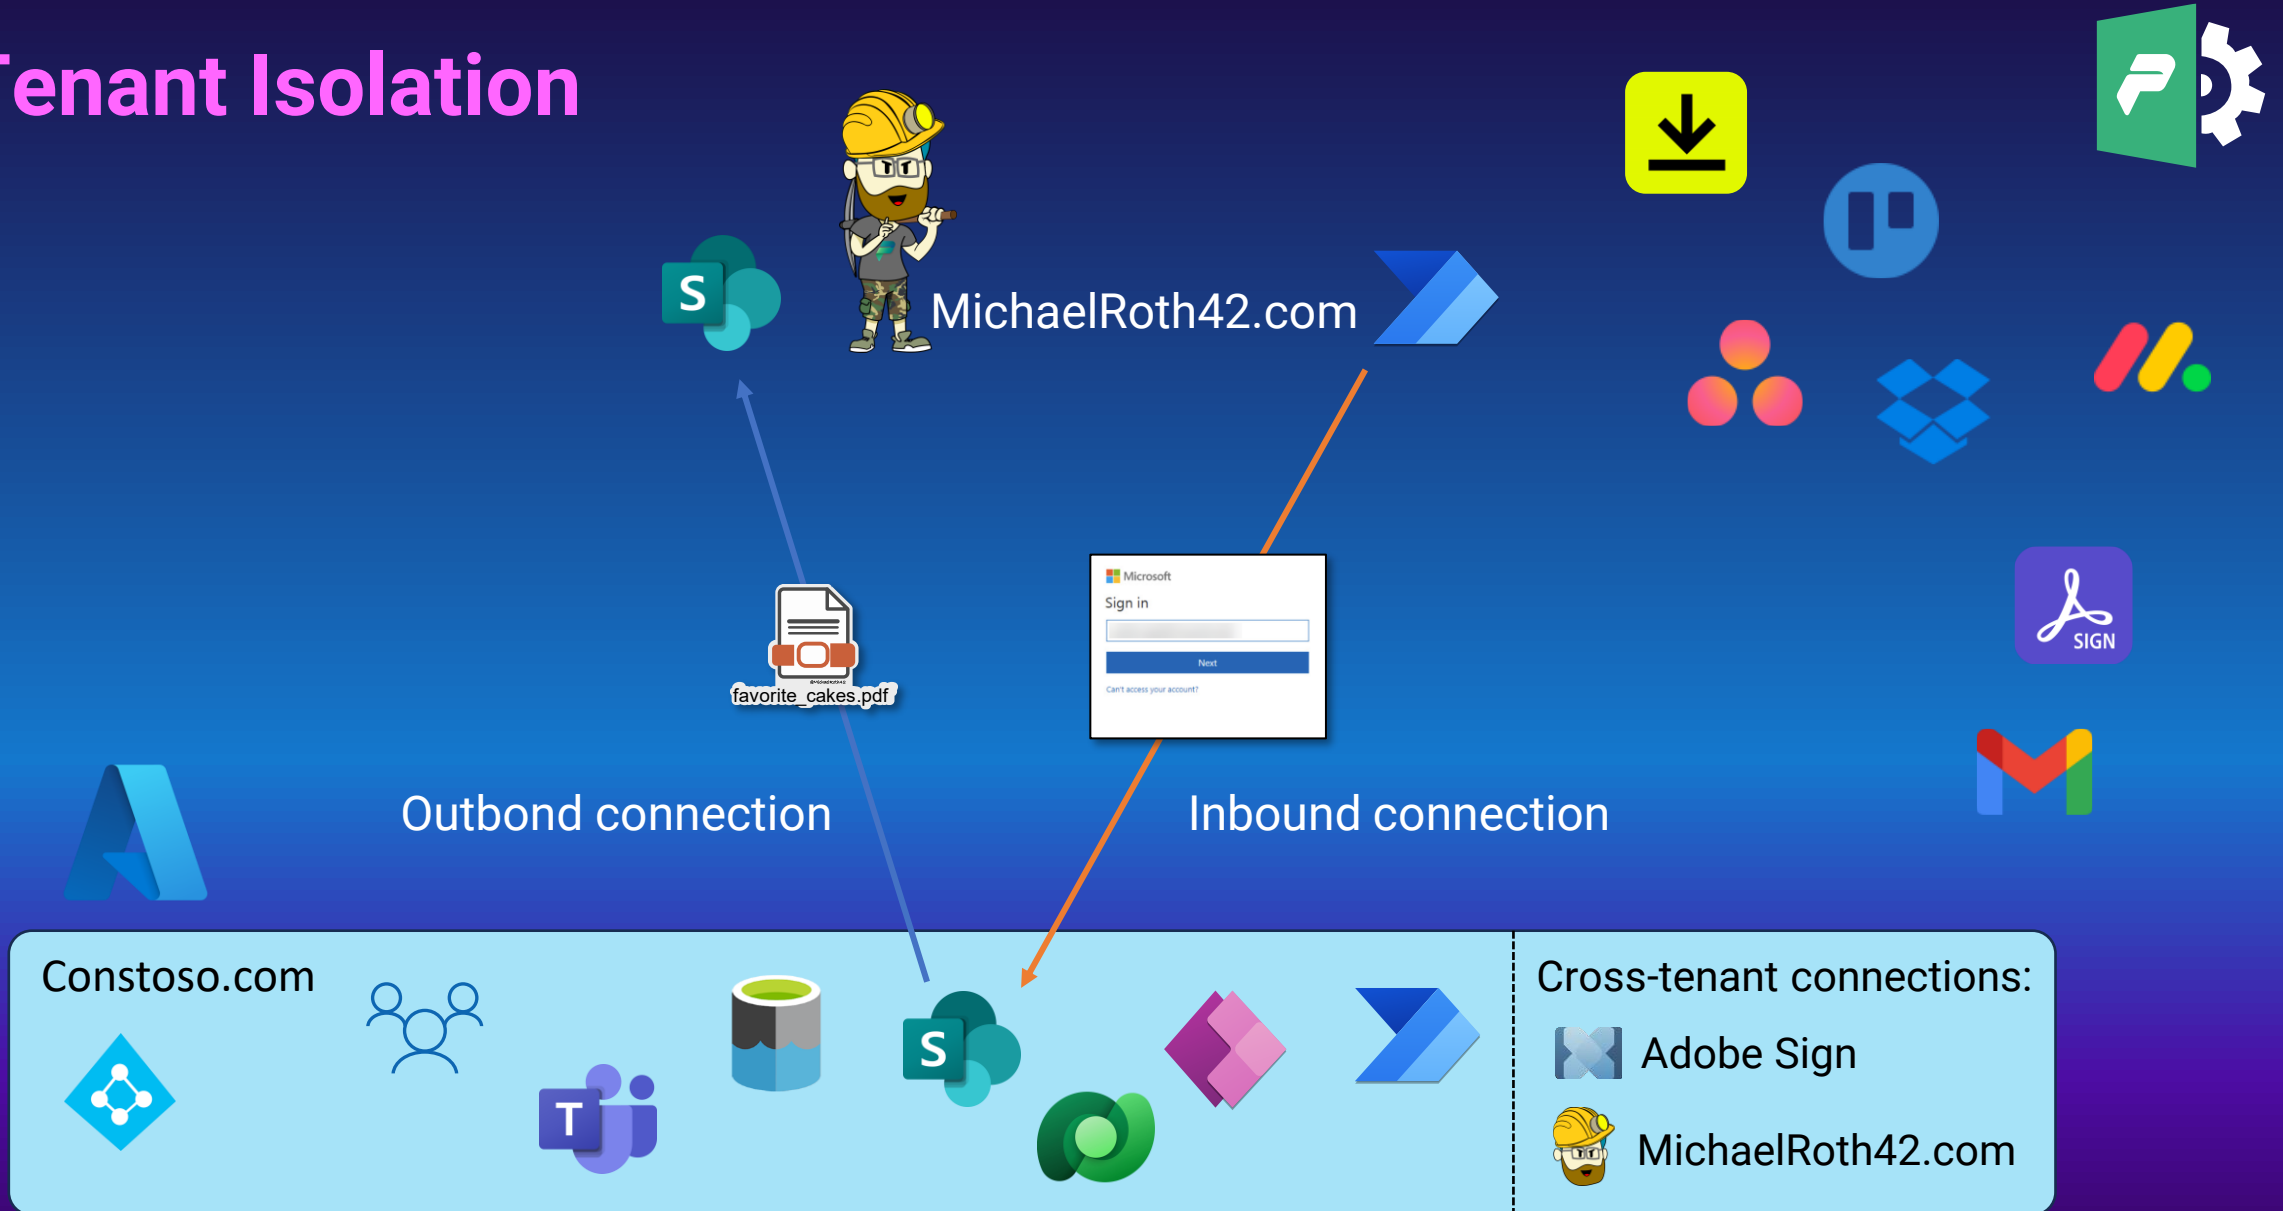 Tenant Isolation
S
MichaelRoth42.com
Microsoft
Sign in
Next
Can't access your account?
@MichaelRoth42
favorite_cakes.pdf
SIGN
Outbond connection
Inbound connection
Constoso.com
T
S
Cross-tenant connections:
Adobe Sign
MichaelRoth42.com